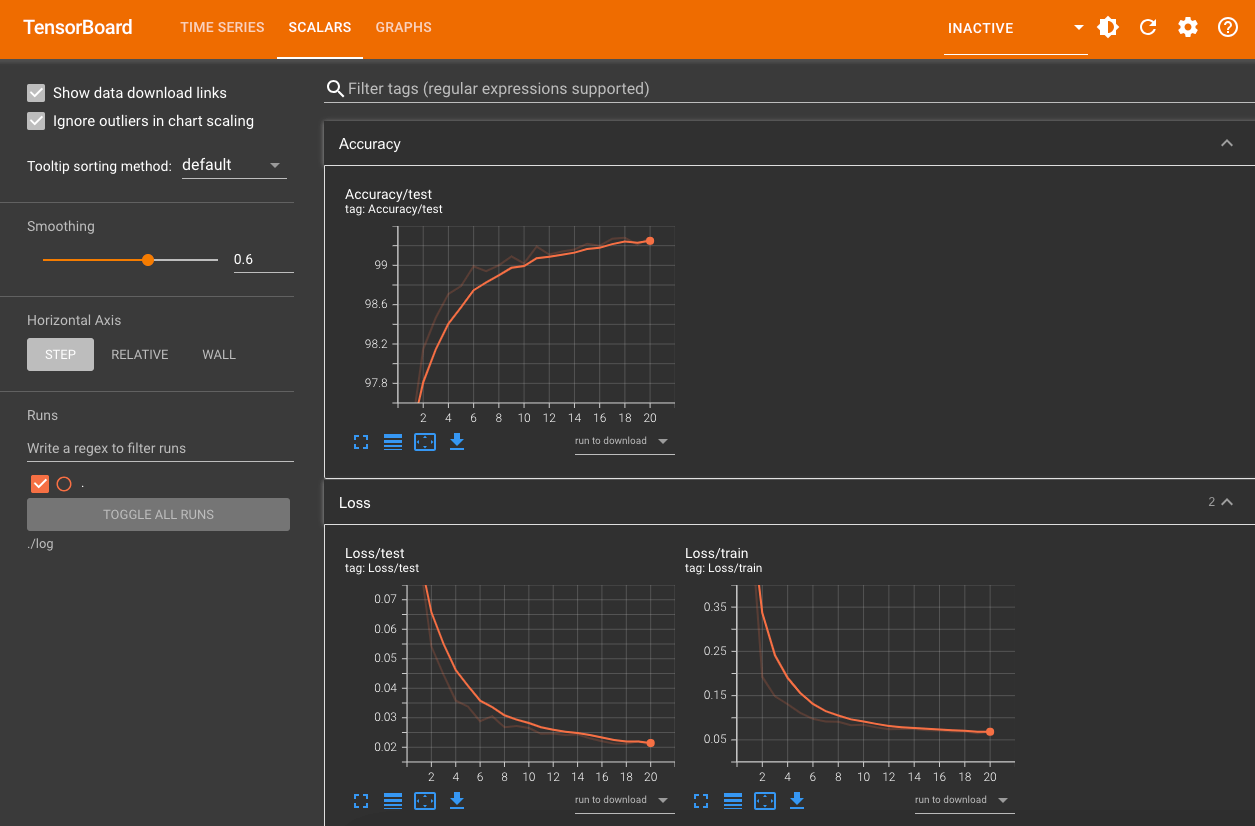 TensorBoard
TIME SERIES
SCALARS
GRAPHS
INACTIVE
Show data download links
Ignore outliers in chart scaling
Tooltip sorting method: default
Smoothing
0.6
Horizontal Axis
STEP RELATIVE WALL
Runs
Write a regex to filter runs
.
TOGGLE ALL RUNS
./log
Filter tags (regular expressions supported)
Accuracy
Accuracy/test
tag: Accuracy/test
99
98.6
98.2
97.8
2 4 6 8 10 12 14 16 18 20
run to download
Loss
2
Loss/test
tag: Loss/test
0.07
0.06
0.05
0.04
0.03
0.02
2 4 6 8 10 12 14 16 18 20
run to download
Loss/train
tag: Loss/train
0.35
0.25
0.15
0.05
2 4 6 8 10 12 14 16 18 20
run to download